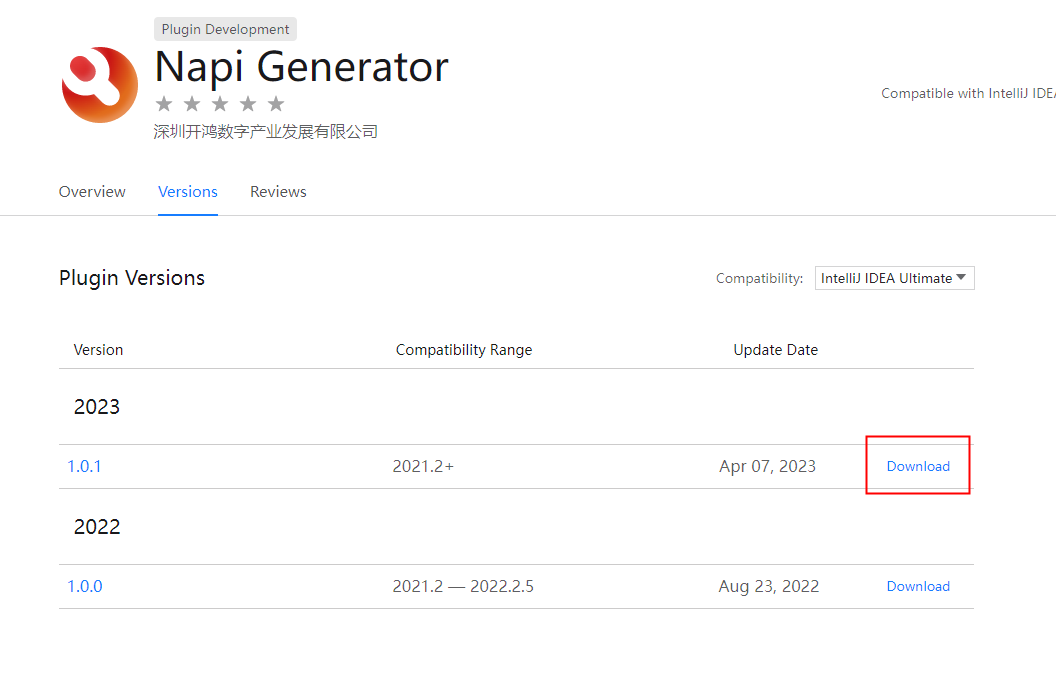 Plugin Development
Napi Generator
深圳开鸿数字产业发展有限公司
Compatible with IntelliJ IDEA
Overview Versions Reviews
Plugin Versions
Compatibility: IntelliJ IDEA Ultimate
Version Compatibility Range Update Date
2023
1.0.1 2021.2+ Apr 07, 2023 Download
2022
1.0.0 2021.2 — 2022.2.5 Aug 23, 2022 Download